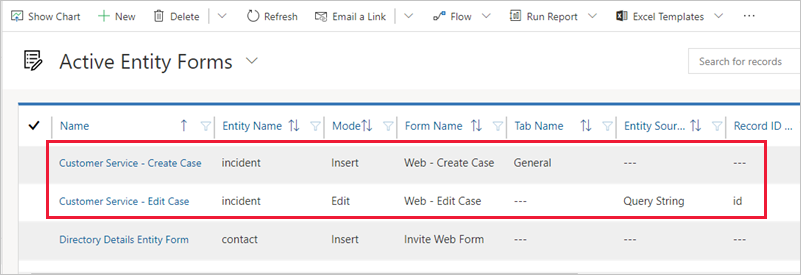 Show Chart New Delete Refresh Email a Link Flow Run Report Excel Templates
Active Entity Forms
Search for records
Name Entity Name Mode Form Name Tab Name Entity Sour... Record ID ...
Customer Service - Create Case incident Insert Web - Create Case General --- ---
Customer Service - Edit Case incident Edit Web - Edit Case --- Query String id
Directory Details Entity Form contact Insert Invite Web Form --- --- ---